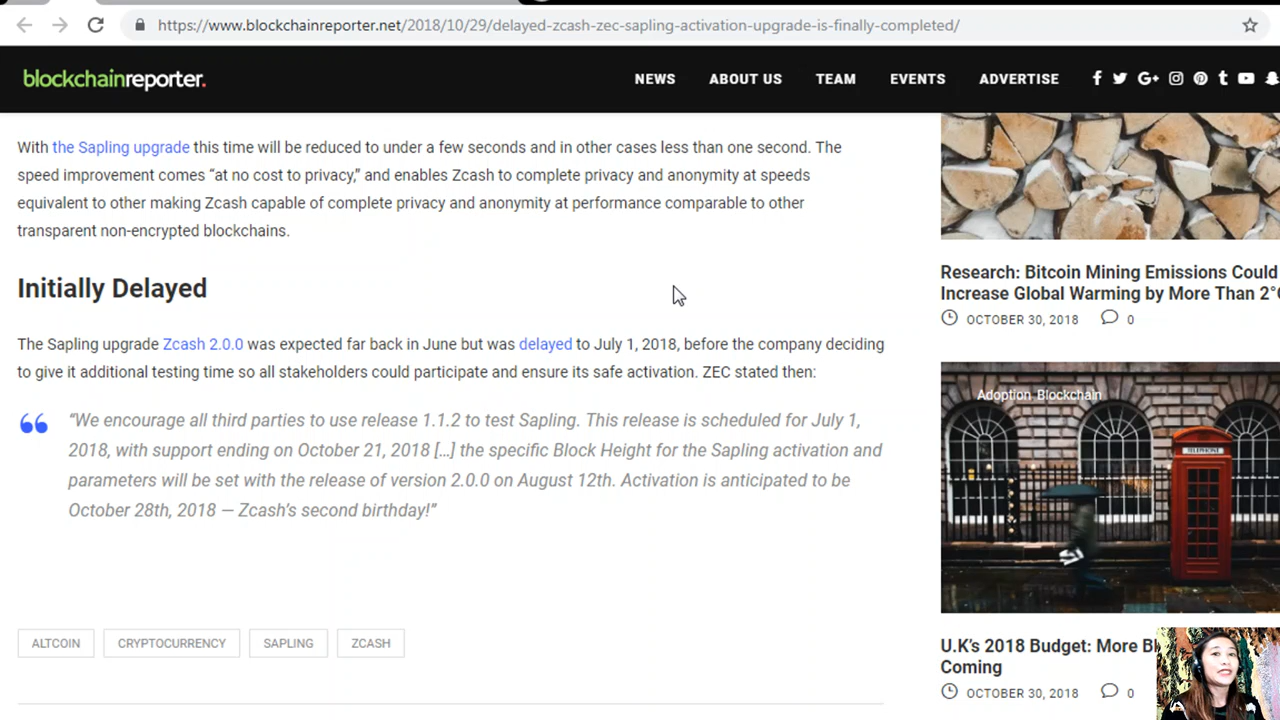 https://www.blockchainreporter.net/2018/10/29/delayed-zcash-zec-sapling-activation-upgrade-is-finally-completed/
blockchainreporter.
NEWS ABOUT US TEAM EVENTS ADVERTISE
With the Sapling upgrade this time will be reduced to under a few seconds and in other cases less than one second. The
speed improvement comes “at no cost to privacy,” and enables Zcash to complete privacy and anonymity at speeds
equivalent to other making Zcash capable of complete privacy and anonymity at performance comparable to other
transparent non-encrypted blockchains.
Initially Delayed
The Sapling upgrade Zcash 2.0.0 was expected far back in June but was delayed to July 1, 2018, before the company deciding
to give it additional testing time so all stakeholders could participate and ensure its safe activation. ZEC stated then:
“We encourage all third parties to use release 1.1.2 to test Sapling. This release is scheduled for July 1,
2018, with support ending on October 21, 2018 […] the specific Block Height for the Sapling activation and
parameters will be set with the release of version 2.0.0 on August 12th. Activation is anticipated to be
October 28th, 2018 — Zcash’s second birthday!”
ALTCOIN CRYPTOCURRENCY SAPLING ZCASH
Research: Bitcoin Mining Emissions Could
Increase Global Warming by More Than 2°
OCTOBER 30, 2018 0
Adoption Blockchain
TELEPHONE
U.K’s 2018 Budget: More
Coming
OCTOBER 30, 2018 0